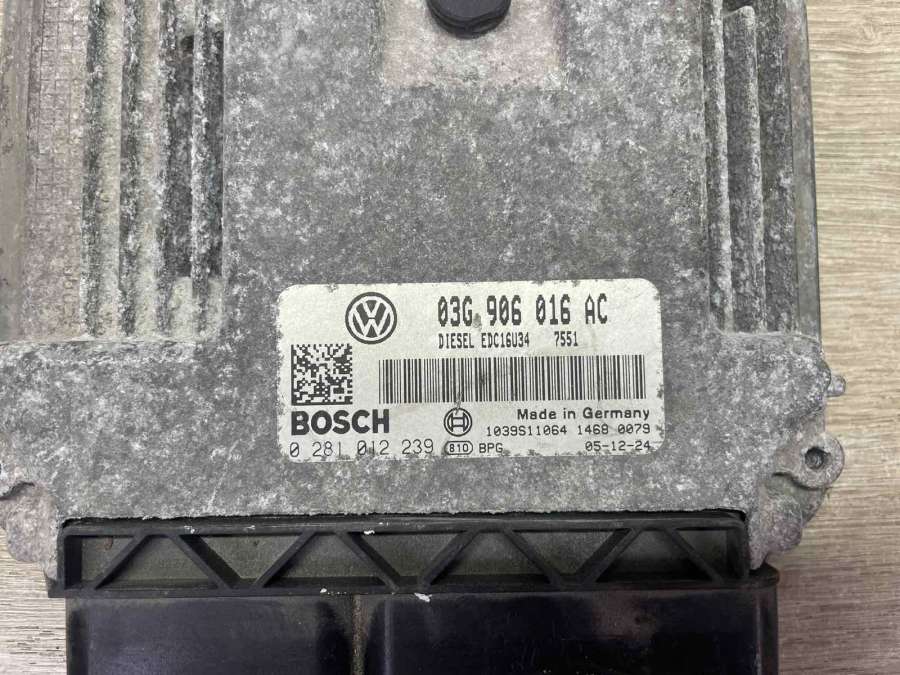 03G 906 016 AC
DIESEL EDC16U34 7551
BOSCH
Made in Germany
1039S11064 1468 0079
0 281 012 239 810 BPG 05-12-24